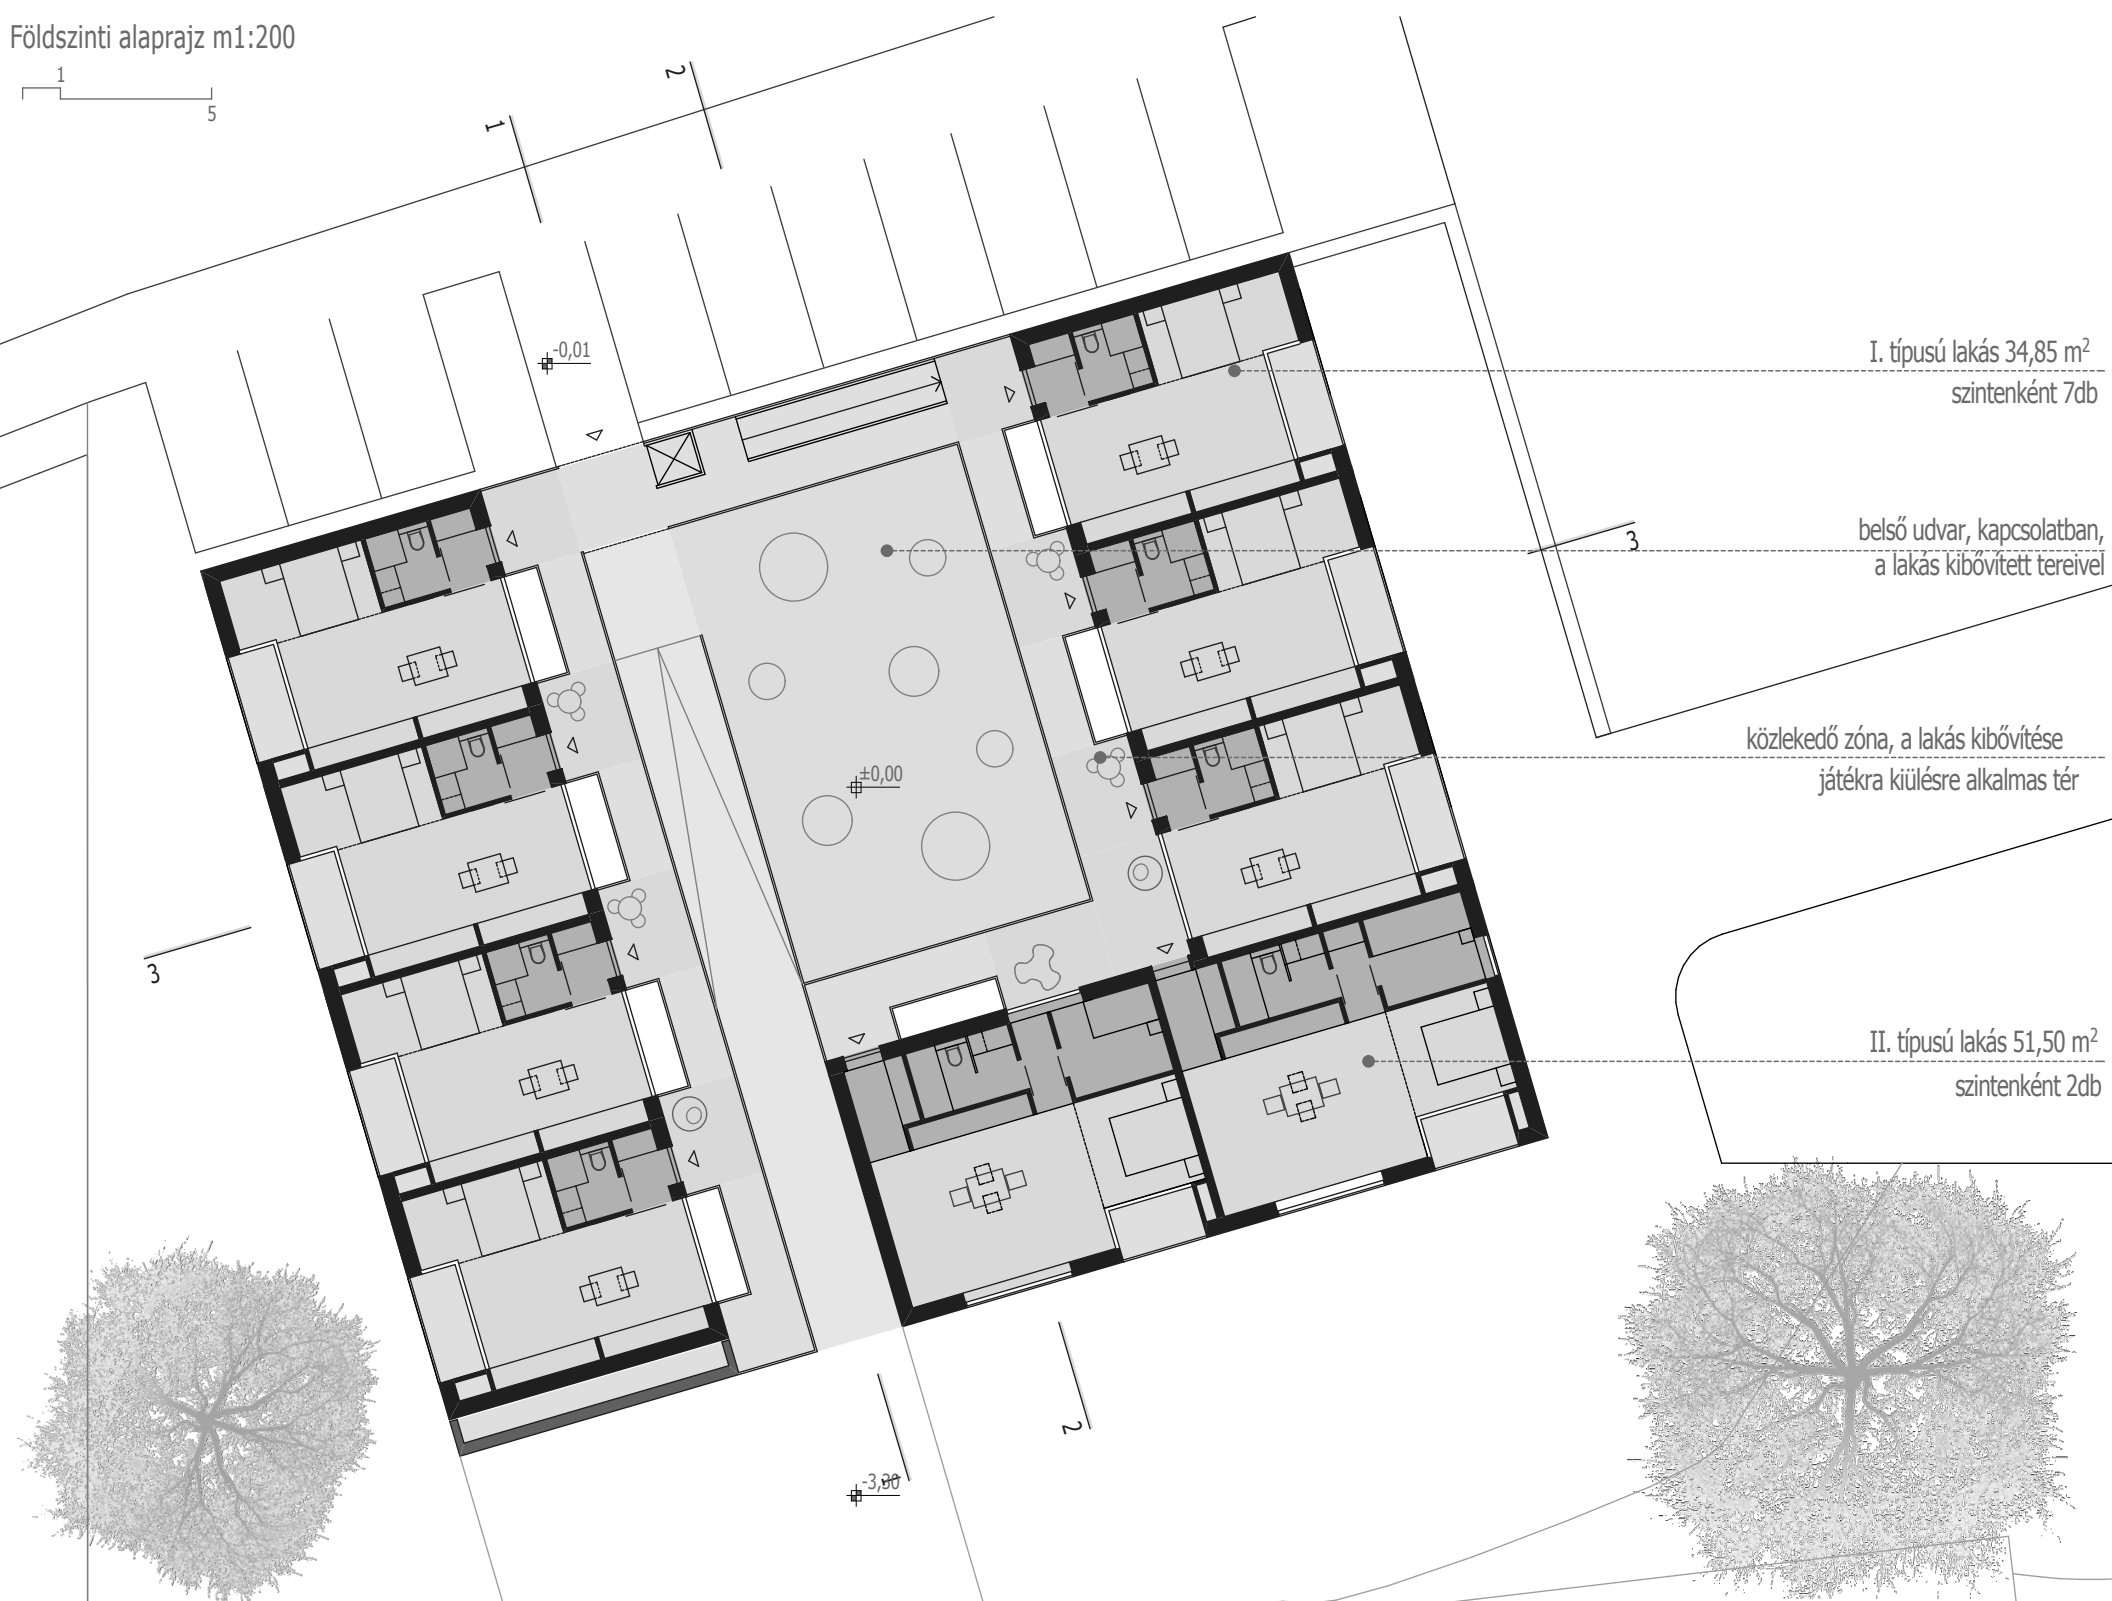 Földszinti alaprajz m1:200
1
5
2
1
-0,01
I. típusú lakás 34,85 m²
szintenként 7db
belső udvar, kapcsolatban,
a lakás kibővített tereivel
3
közlekedő zóna, a lakás kibővítése
játékra kiülésre alkalmas tér
±0,00
3
II. típusú lakás 51,50 m²
szintenként 2db
2
1
-3,30